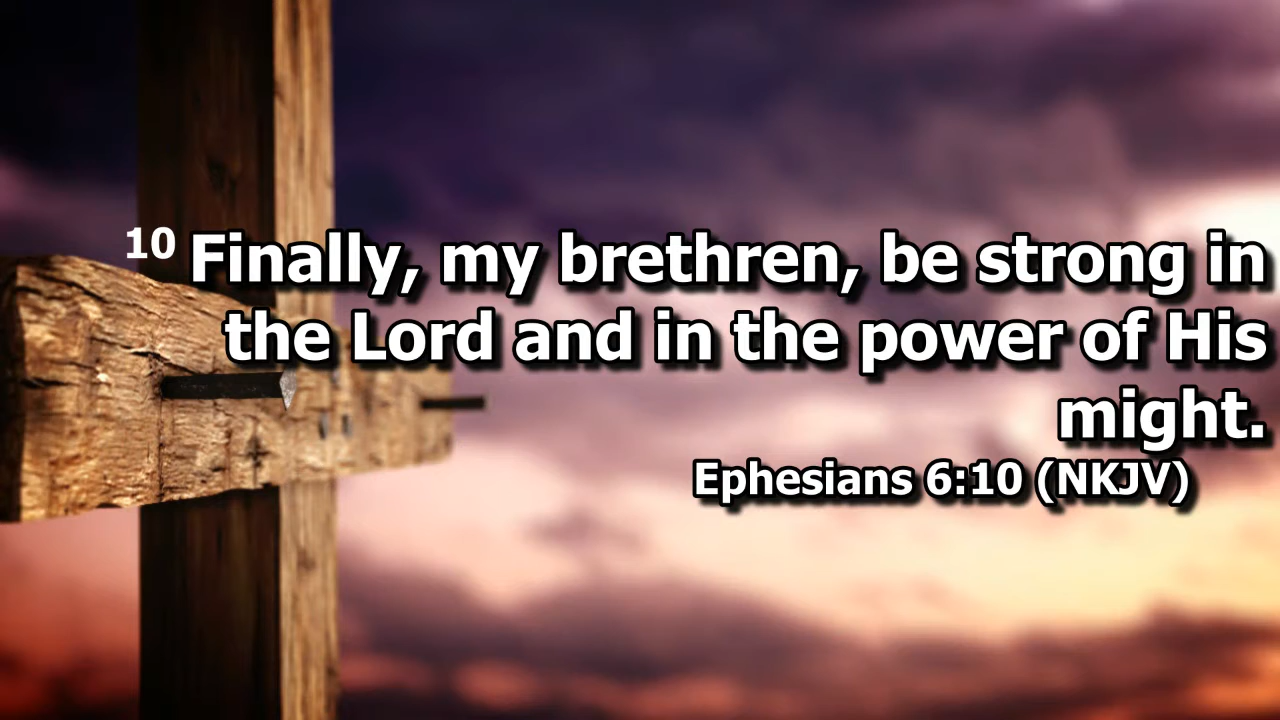 10 Finally, my brethren, be strong in
the Lord and in the power of His
might.
Ephesians 6:10 (NKJV)